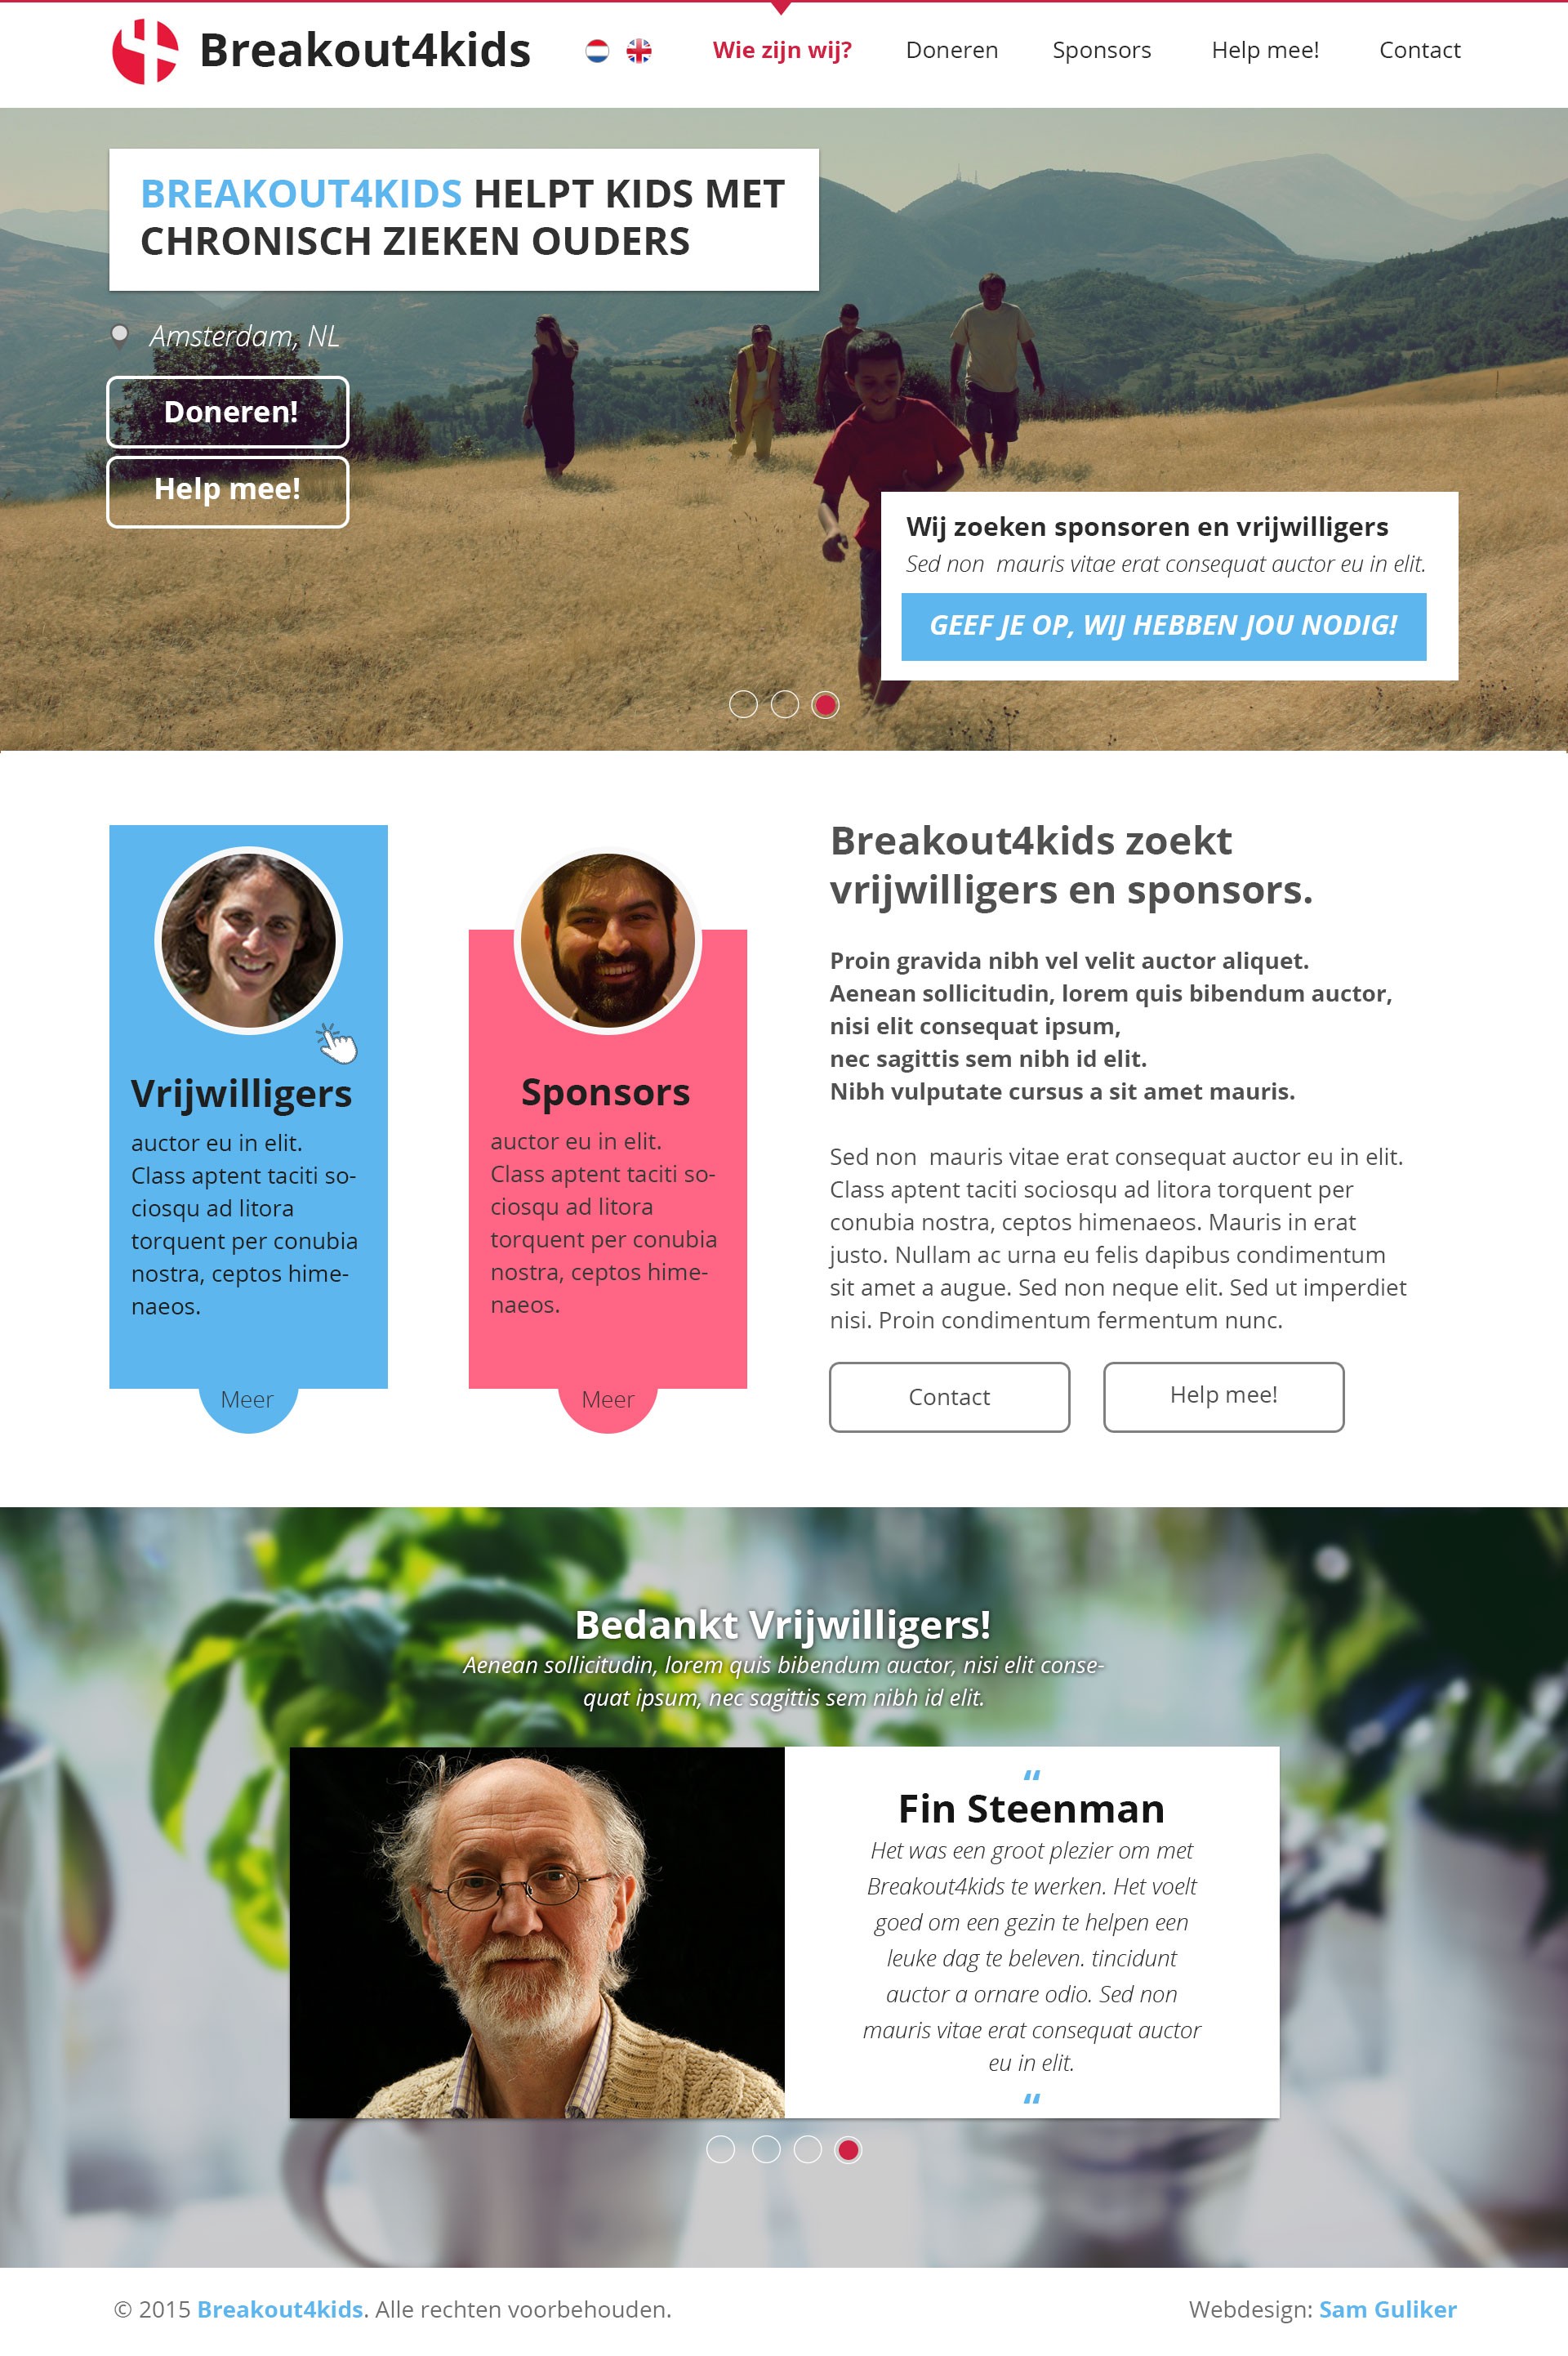 Breakout4kids
Wie zijn wij?
Doneren
Sponsors
Help mee!
Contact
BREAKOUT4KIDS HELPT KIDS MET
CHRONISCH ZIEKEN OUDERS
Amsterdam, NL
Doneren!
Help mee!
Wij zoeken sponsoren en vrijwilligers
Sed non  mauris vitae erat consequat auctor eu in elit.
GEEF JE OP, WIJ HEBBEN JOU NODIG!
Vrijwilligers
auctor eu in elit.
Class aptent taciti so-
ciosqu ad litora
torquent per conubia
nostra, ceptos hime-
naeos.
Meer
Sponsors
auctor eu in elit.
Class aptent taciti so-
ciosqu ad litora
torquent per conubia
nostra, ceptos hime-
naeos.
Meer
Breakout4kids zoekt
vrijwilligers en sponsors.
Proin gravida nibh vel velit auctor aliquet.
Aenean sollicitudin, lorem quis bibendum auctor,
nisi elit consequat ipsum,
nec sagittis sem nibh id elit.
Nibh vulputate cursus a sit amet mauris.
Sed non  mauris vitae erat consequat auctor eu in elit.
Class aptent taciti sociosqu ad litora torquent per
conubia nostra, ceptos himenaeos. Mauris in erat
justo. Nullam ac urna eu felis dapibus condimentum
sit amet a augue. Sed non neque elit. Sed ut imperdiet
nisi. Proin condimentum fermentum nunc.
Contact
Help mee!
Bedankt Vrijwilligers!
Aenean sollicitudin, lorem quis bibendum auctor, nisi elit conse-
quat ipsum, nec sagittis sem nibh id elit.
“
Fin Steenman
Het was een groot plezier om met
Breakout4kids te werken. Het voelt
goed om een gezin te helpen een
leuke dag te beleven. tincidunt
auctor a ornare odio. Sed non
mauris vitae erat consequat auctor
eu in elit.
“
© 2015 Breakout4kids. Alle rechten voorbehouden.
Webdesign: Sam Guliker